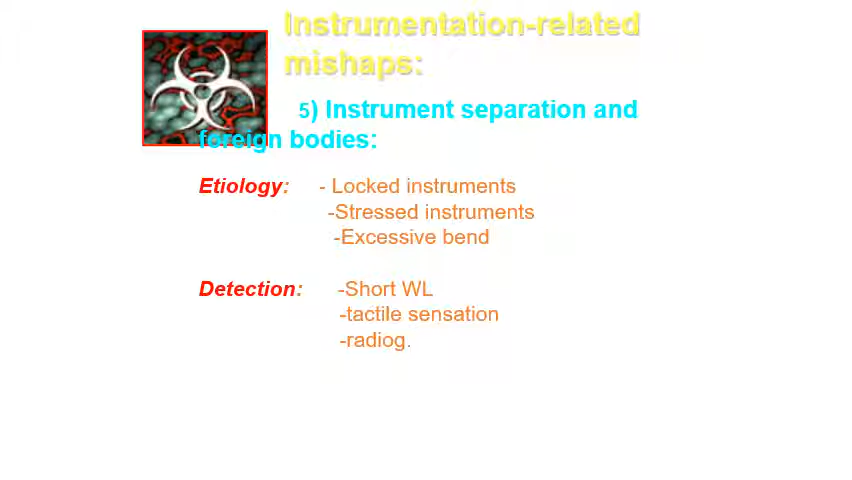 Instrumentation-related
mishaps:
5) Instrument separation and
foreign bodies:
Etiology: - Locked instruments
-Stressed instruments
-Excessive bend
Detection: -Short WL
-tactile sensation
-radiog.